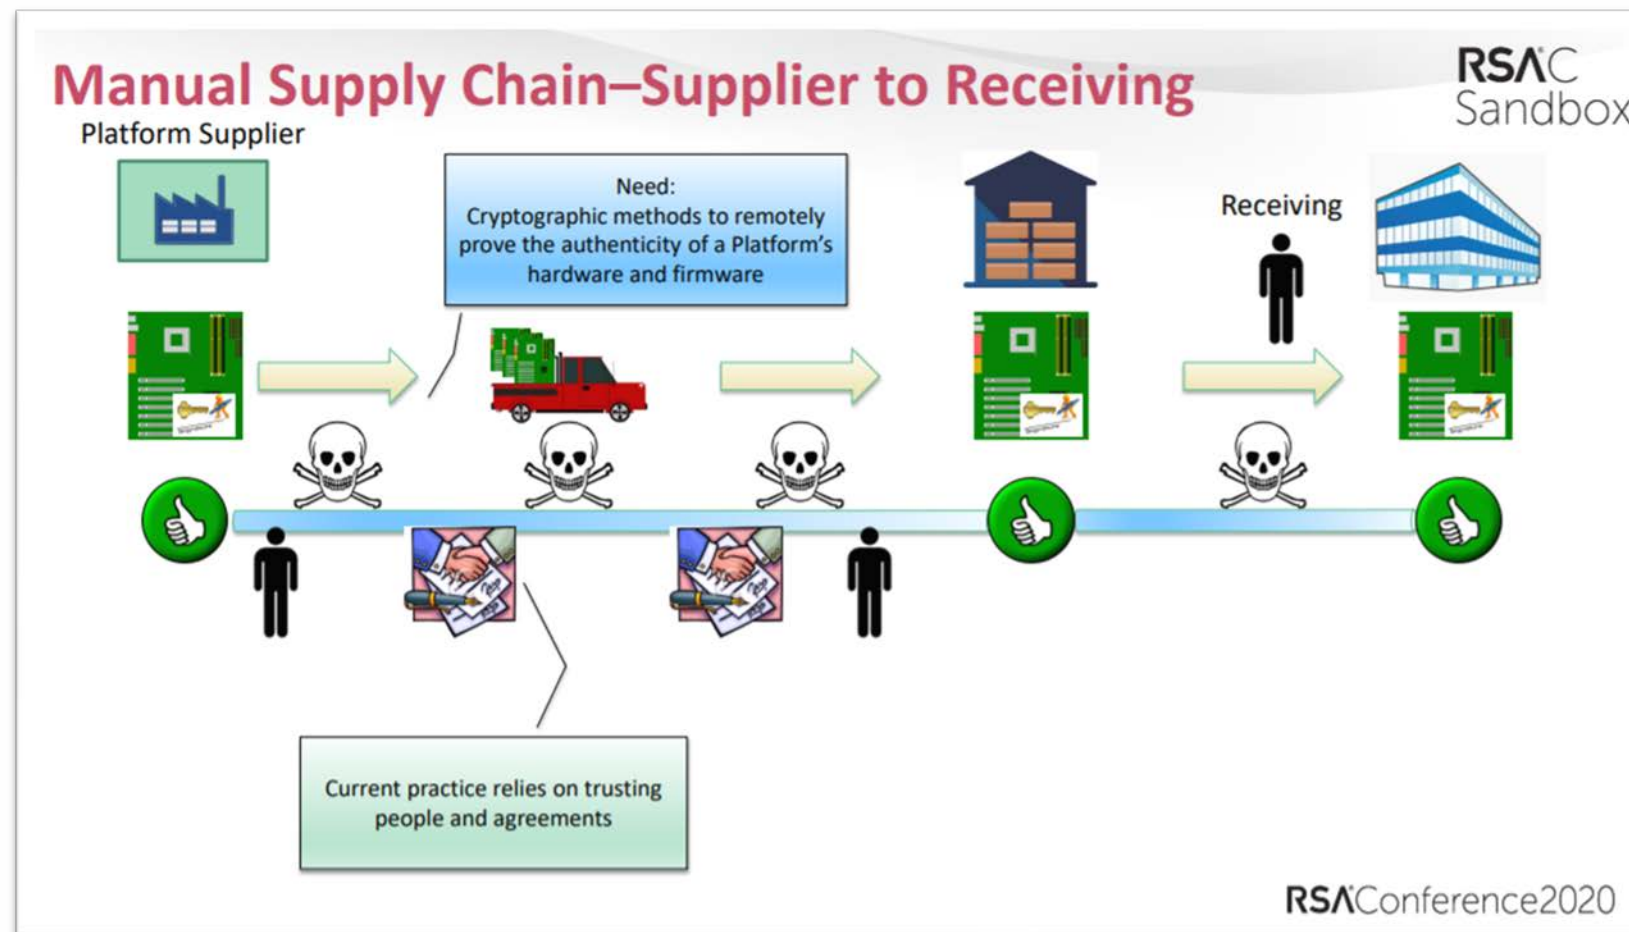 Manual Supply Chain–Supplier to Receiving
RSAC
Sandbox
Platform Supplier
Need:
Cryptographic methods to remotely
prove the authenticity of a Platform's
hardware and firmware
Receiving
Current practice relies on trusting
people and agreements
RSAConference2020